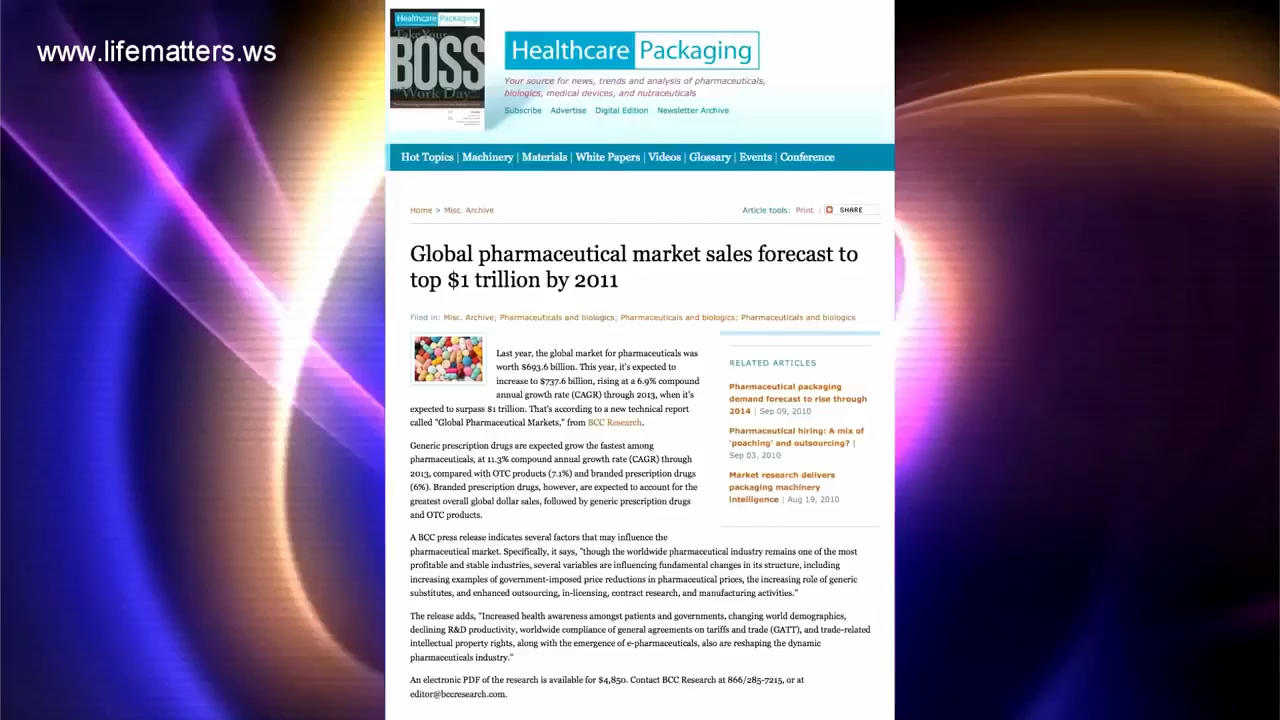 www.lifematters.ws
Healthcare Packaging
Take Your
BOSS
Work Day
Healthcare Packaging
Your source for news, trends and analysis of pharmaceuticals,
biologics, medical devices, and nutraceuticals
Subscribe Advertise Digital Edition Newsletter Archive
Hot Topics | Machinery | Materials | White Papers | Videos | Glossary | Events | Conference
Home > Misc. Archive
Article tools: Print | SHARE
Global pharmaceutical market sales forecast to
top $1 trillion by 2011
Filed in: Misc. Archive; Pharmaceuticals and biologics; Pharmaceuticals and biologics; Pharmaceuticals and biologics
Last year, the global market for pharmaceuticals was
worth $693.6 billion. This year, it's expected to
increase to $737.6 billion, rising at a 6.9% compound
annual growth rate (CAGR) through 2013, when it's
expected to surpass $1 trillion. That's according to a new technical report
called "Global Pharmaceutical Markets," from BCC Research.
Generic prescription drugs are expected grow the fastest among
pharmaceuticals, at 11.3% compound annual growth rate (CAGR) through
2013, compared with OTC products (7.1%) and branded prescription drugs
(6%). Branded prescription drugs, however, are expected to account for the
greatest overall global dollar sales, followed by generic prescription drugs
and OTC products.
RELATED ARTICLES
Pharmaceutical packaging
demand forecast to rise through
2014 | Sep 09, 2010
Pharmaceutical hiring: A mix of
'poaching' and outsourcing? |
Sep 03, 2010
Market research delivers
packaging machinery
intelligence | Aug 19, 2010
A BCC press release indicates several factors that may influence the
pharmaceutical market. Specifically, it says, "though the worldwide pharmaceutical industry remains one of the most
profitable and stable industries, several variables are influencing fundamental changes in its structure, including
increasing examples of government-imposed price reductions in pharmaceutical prices, the increasing role of generic
substitutes, and enhanced outsourcing, in-licensing, contract research, and manufacturing activities."
The release adds, "Increased health awareness amongst patients and governments, changing world demographics,
declining R&D productivity, worldwide compliance of general agreements on tariffs and trade (GATT), and trade-related
intellectual property rights, along with the emergence of e-pharmaceuticals, also are reshaping the dynamic
pharmaceuticals industry."
An electronic PDF of the research is available for $4,850. Contact BCC Research at 866/285-7215, or at
editor@bccresearch.com.